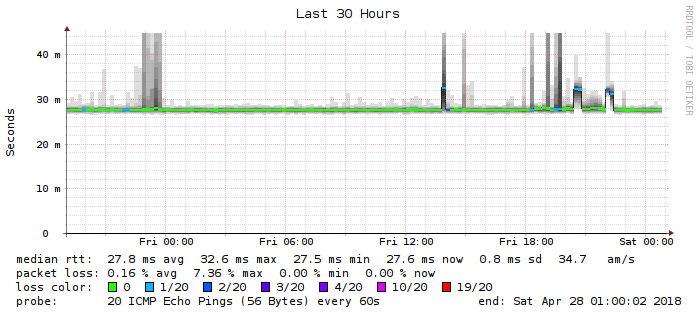 Last 30 Hours
RRDTOOL / TOBI OETIKER
Seconds
40 m
30 m
20 m
10 m
0
Fri 00:00 Fri 06:00 Fri 12:00 Fri 18:00 Sat 00:00
median rtt: 27.8 ms avg 32.6 ms max 27.5 ms min 27.6 ms now 0.8 ms sd 34.7 am/s
packet loss: 0.16 % avg 7.36 % max 0.00 % min 0.00 % now
loss color: 0 1/20 2/20 3/20 4/20 10/20 19/20
probe: 20 ICMP Echo Pings (56 Bytes) every 60s end: Sat Apr 28 01:00:02 2018